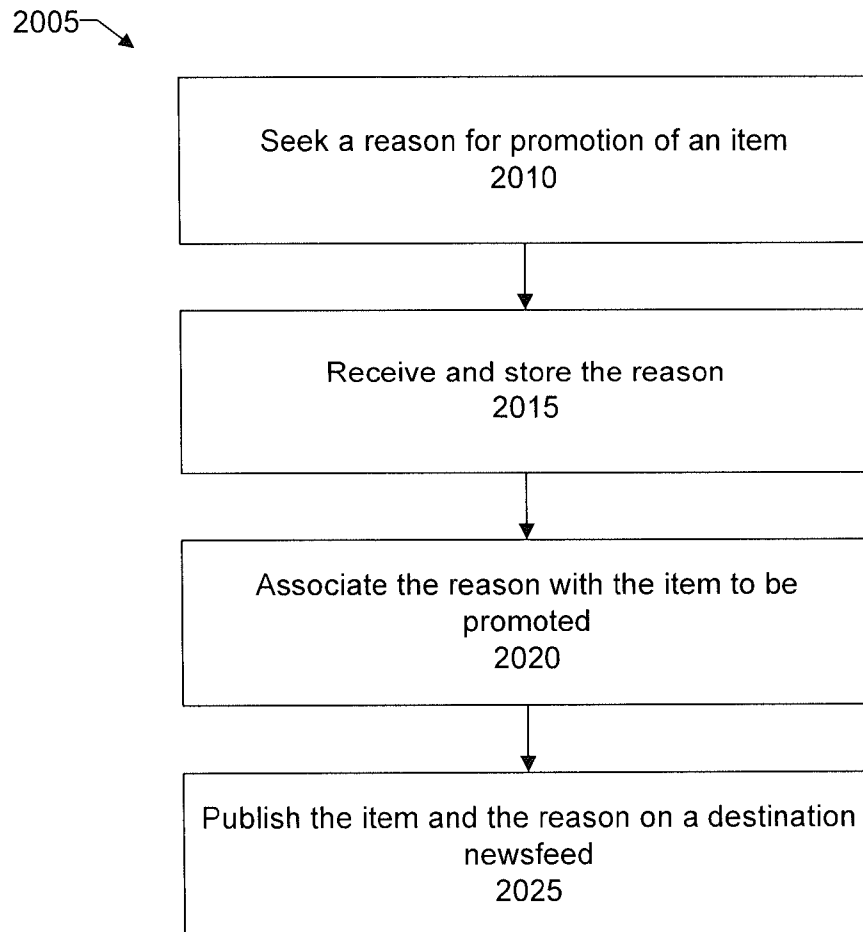 2005
Seek a reason for promotion of an item
2010
Receive and store the reason
2015
Associate the reason with the item to be
promoted
2020
Publish the item and the reason on a destination
newsfeed
2025